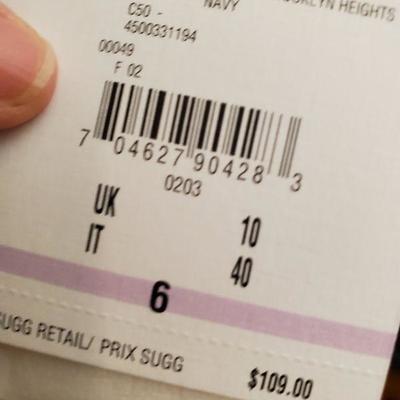 C50 - NAVY
4500331194 HEIGHTS
00049
F 02
7 04627 90428 3
0203
UK 10
IT 40
6
SUGG RETAIL/ PRIX SUGG
$109.00